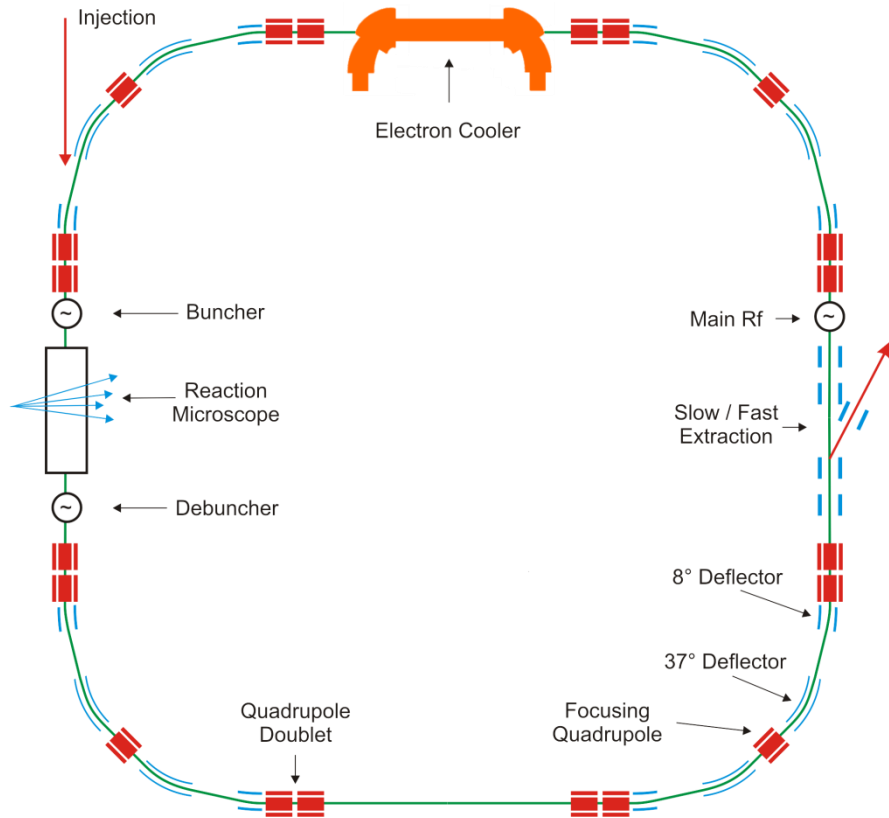 Injection
Electron Cooler
Buncher
Main Rf
Reaction
Microscope
Slow / Fast
Extraction
Debuncher
8° Deflector
37° Deflector
Quadrupole
Doublet
Focusing
Quadrupole
~
~
~